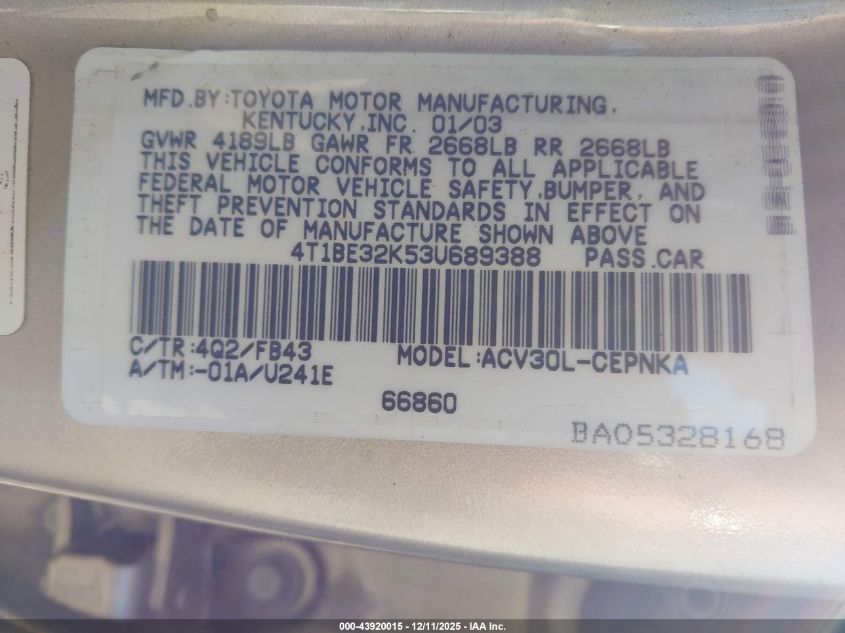 MFD.BY:TOYOTA MOTOR MANUFACTURING,
KENTUCKY,INC. 01/03
GVWR 4189LB GAWR FR 2668LB RR 2668LB
THIS VEHICLE CONFORMS TO ALL APPLICABLE
FEDERAL MOTOR VEHICLE SAFETY,BUMPER, AND
THEFT PREVENTION STANDARDS IN EFFECT ON
THE DATE OF MANUFACTURE SHOWN ABOVE
4T1BE32K53U689388 PASS.CAR
C/TR:4Q2/FB43 MODEL:ACV30L-CEPNKA
A/TM:-01A/U241E
66860
BA05328168
000-43920015 - 12/11/2025 - IAA Inc.